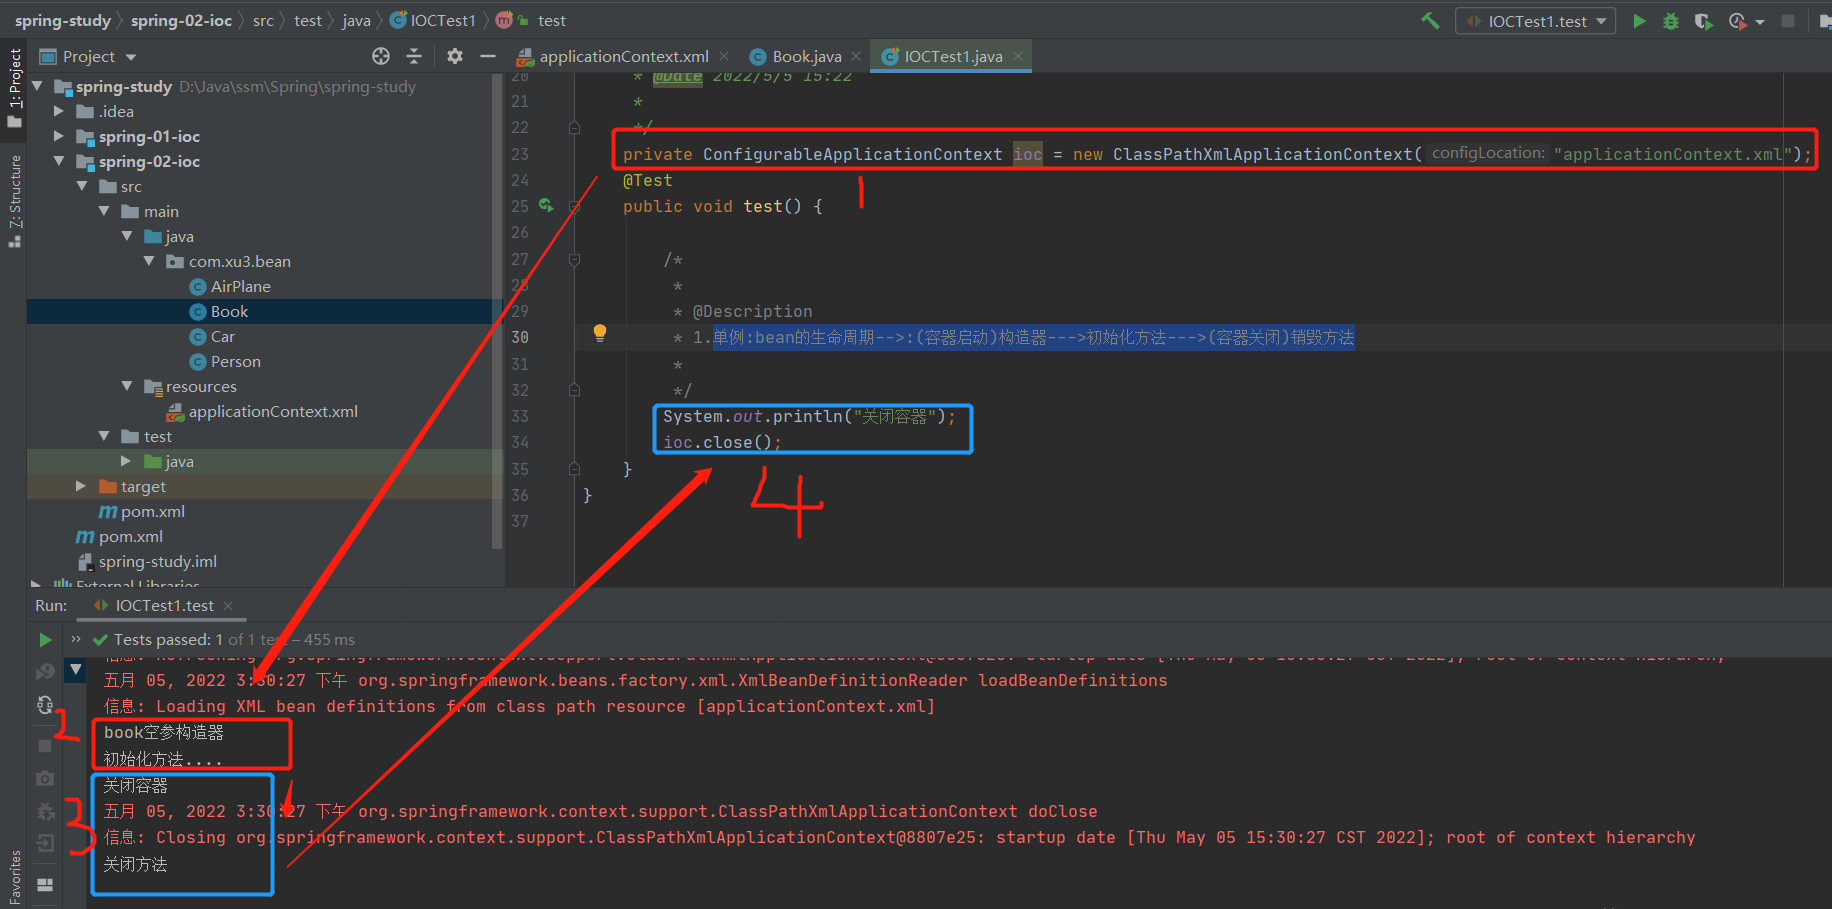 spring-study 〉 spring-02-ioc 〉 src 〉 test 〉 java 〉 IOCTest1 〉 test
IOCTest1.test
Project
applicationContext.xml
Book.java
IOCTest1.java
1: Project
Z: Structure
Favorites
spring-study D:\Java\ssm\Spring\spring-study
.idea
spring-01-ioc
spring-02-ioc
src
main
java
com.xu3.bean
AirPlane
Book
Car
Person
resources
applicationContext.xml
test
java
target
pom.xml
pom.xml
spring-study.iml
External Libraries
20 * @Date 2022/5/5 15:22
21 *
22 */
23 private ConfigurableApplicationContext ioc = new ClassPathXmlApplicationContext( configLocation: "applicationContext.xml");
24 @Test
25 public void test() {
26
27 /*
28 *
29 * @Description
30 * 1.单例:bean的生命周期-->:(容器启动)构造器--->初始化方法--->(容器关闭)销毁方法
31 *
32 */
33 System.out.println("关闭容器");
34 ioc.close();
35 }
36 }
37
1
4
Run: IOCTest1.test
Tests passed: 1 of 1 test – 455 ms
五月 05, 2022 3:30:27 下午 org.springframework.beans.factory.xml.XmlBeanDefinitionReader loadBeanDefinitions
信息: Loading XML bean definitions from class path resource [applicationContext.xml]
2
book空参构造器
初始化方法....
关闭容器
3
五月 05, 2022 3:30:27 下午 org.springframework.context.support.ClassPathXmlApplicationContext doClose
信息: Closing org.springframework.context.support.ClassPathXmlApplicationContext@8807e25: startup date [Thu May 05 15:30:27 CST 2022]; root of context hierarchy
关闭方法